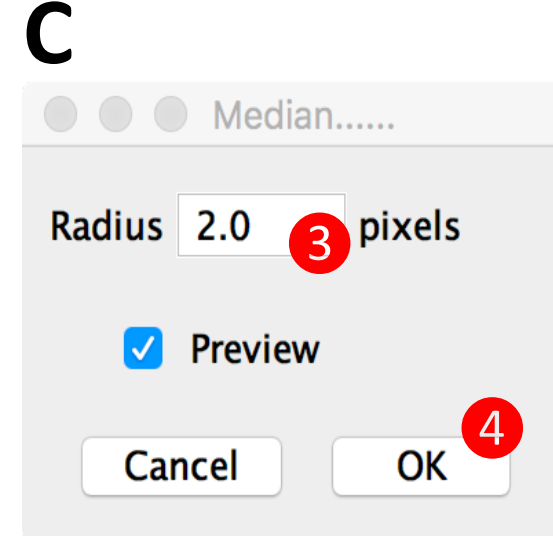 C
Median......
Radius 2.0 3 pixels
Preview
4
Cancel OK